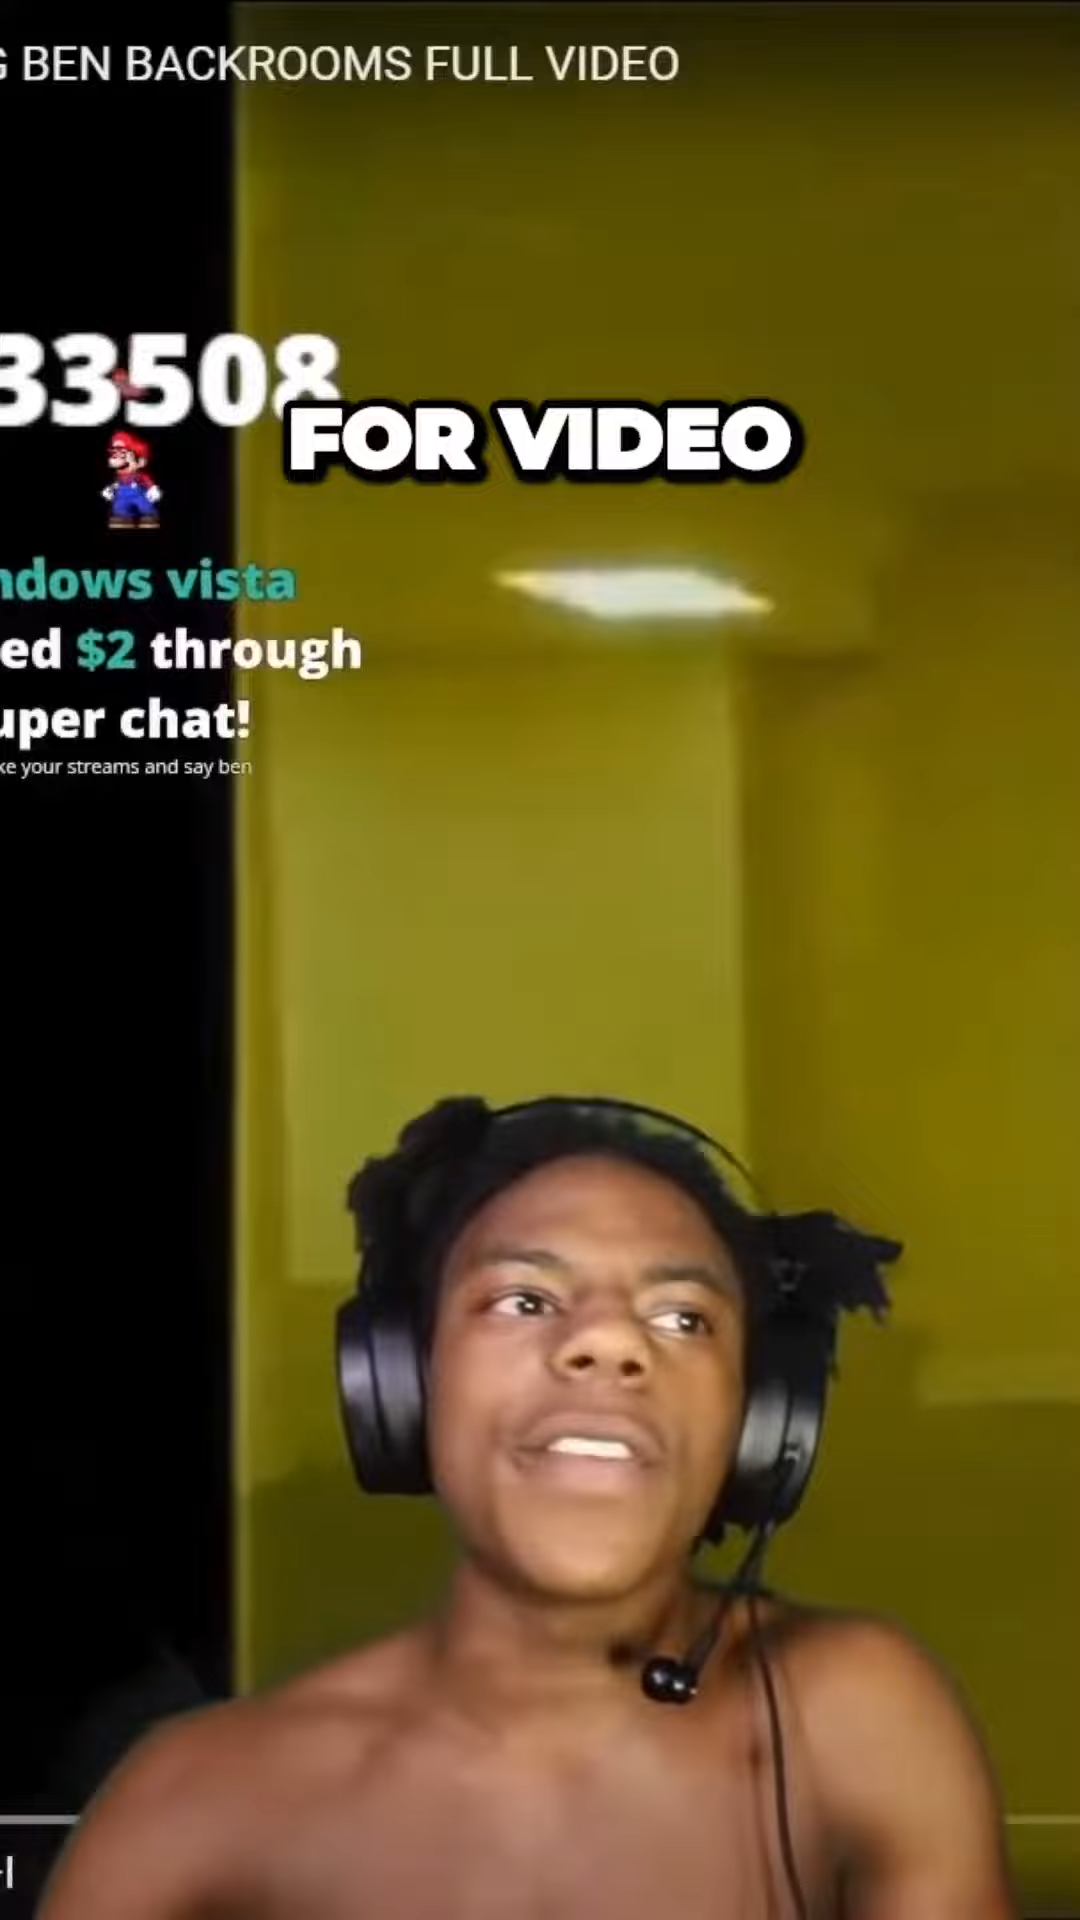 BEN BACKROOMS FULL VIDEO
33508
FOR VIDEO
ndows vista
ed $2 through
uper chat!
ke your streams and say ben